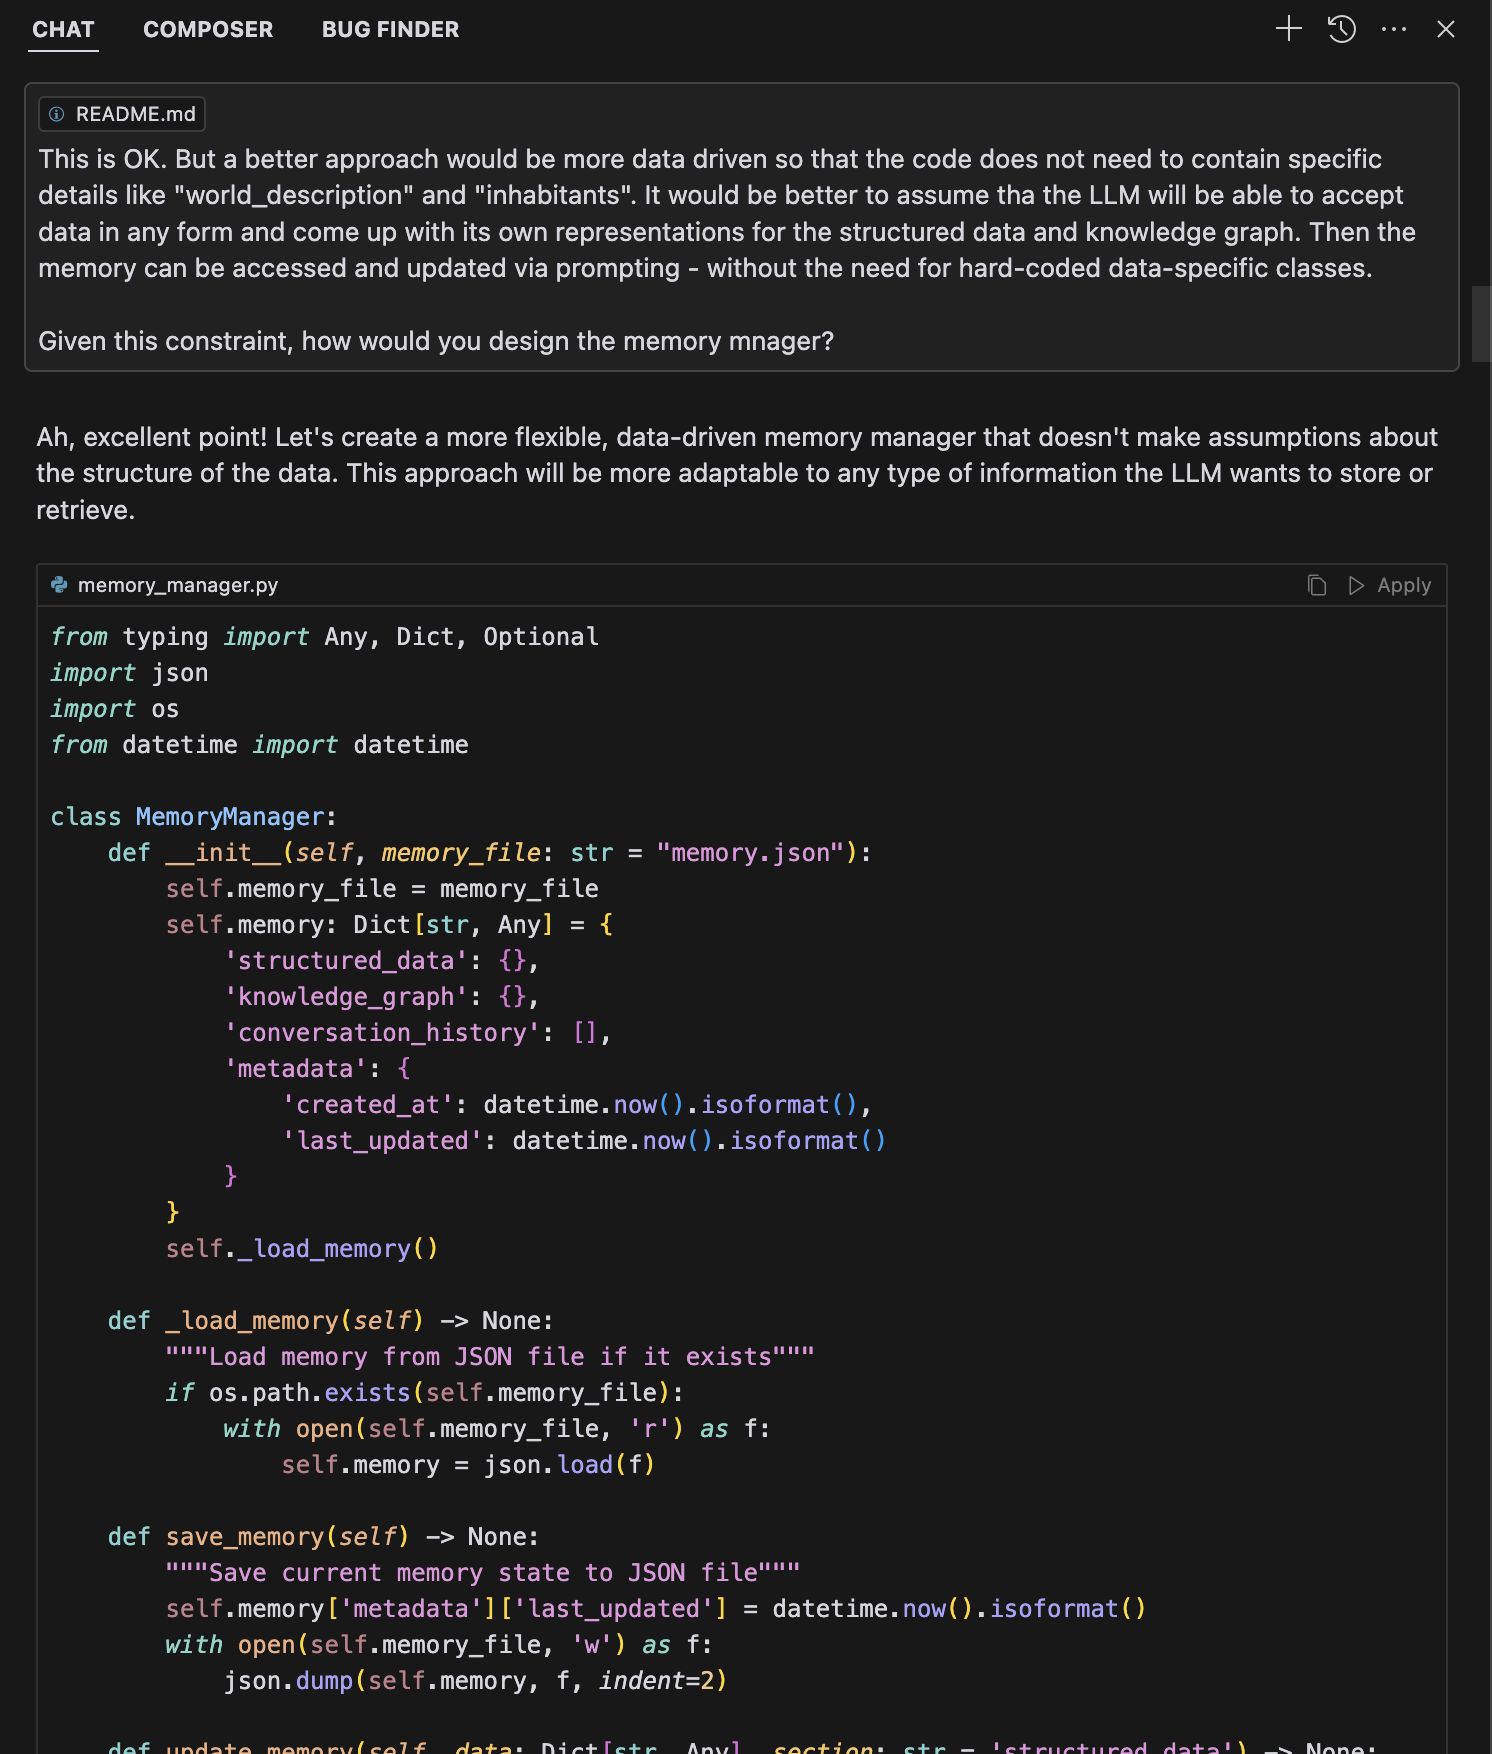 CHAT COMPOSER BUG FINDER
README.md
This is OK. But a better approach would be more data driven so that the code does not need to contain specific
details like "world_description" and "inhabitants". It would be better to assume tha the LLM will be able to accept
data in any form and come up with its own representations for the structured data and knowledge graph. Then the
memory can be accessed and updated via prompting - without the need for hard-coded data-specific classes.
Given this constraint, how would you design the memory mnager?
Ah, excellent point! Let's create a more flexible, data-driven memory manager that doesn't make assumptions about
the structure of the data. This approach will be more adaptable to any type of information the LLM wants to store or
retrieve.
memory_manager.py Apply
from typing import Any, Dict, Optional
import json
import os
from datetime import datetime
class MemoryManager:
    def __init__(self, memory_file: str = "memory.json"):
        self.memory_file = memory_file
        self.memory: Dict[str, Any] = {
            'structured_data': {},
            'knowledge_graph': {},
            'conversation_history': [],
            'metadata': {
                'created_at': datetime.now().isoformat(),
                'last_updated': datetime.now().isoformat()
            }
        }
        self._load_memory()
    def _load_memory(self) -> None:
        """Load memory from JSON file if it exists"""
        if os.path.exists(self.memory_file):
            with open(self.memory_file, 'r') as f:
                self.memory = json.load(f)
    def save_memory(self) -> None:
        """Save current memory state to JSON file"""
        self.memory['metadata']['last_updated'] = datetime.now().isoformat()
        with open(self.memory_file, 'w') as f:
            json.dump(self.memory, f, indent=2)
    def update_memory(self, data: Dict[str, Any], section: str = 'structured_data') -> None: